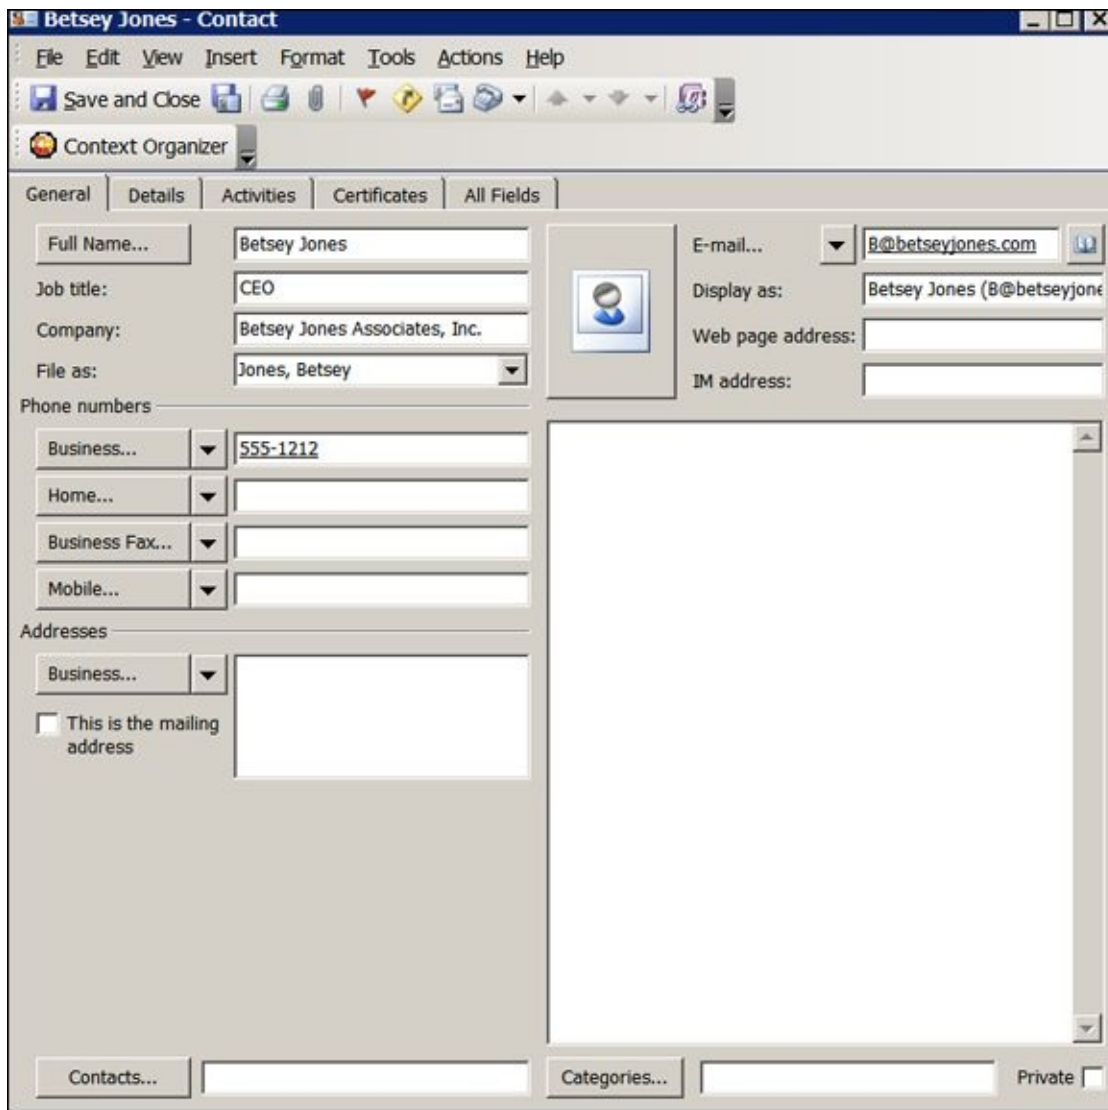 Betsey Jones - Contact
File Edit View Insert Format Tools Actions Help
Save and Close
Context Organizer
General Details Activities Certificates All Fields
Full Name... Betsey Jones
Job title: CEO
Company: Betsey Jones Associates, Inc.
File as: Jones, Betsey
E-mail... B@betseyjones.com
Display as: Betsey Jones (B@betseyjone
Web page address:
IM address:
Phone numbers
Business... 555-1212
Home...
Business Fax...
Mobile...
Addresses
Business...
This is the mailing
address
Contacts... Categories... Private